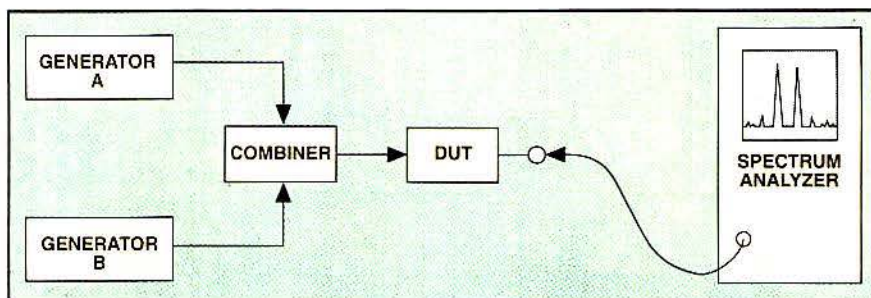 GENERATOR
A
COMBINER
DUT
SPECTRUM
ANALYZER
GENERATOR
B